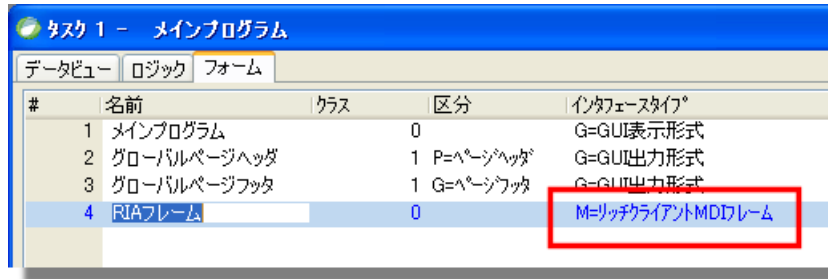 タスク 1 - メインプログラム
データビュー ロジック フォーム
# 名前 クラス 区分 インタフェースタイプ
1 メインプログラム 0 G=GUI表示形式
2 グローバルページヘッダ 1 P=ページヘッダ G=GUI出力形式
3 グローバルページフッタ 1 G=ページフッタ G=GUI出力形式
4 RIAフレーム 0 M=リッチクライアントMDIフレーム